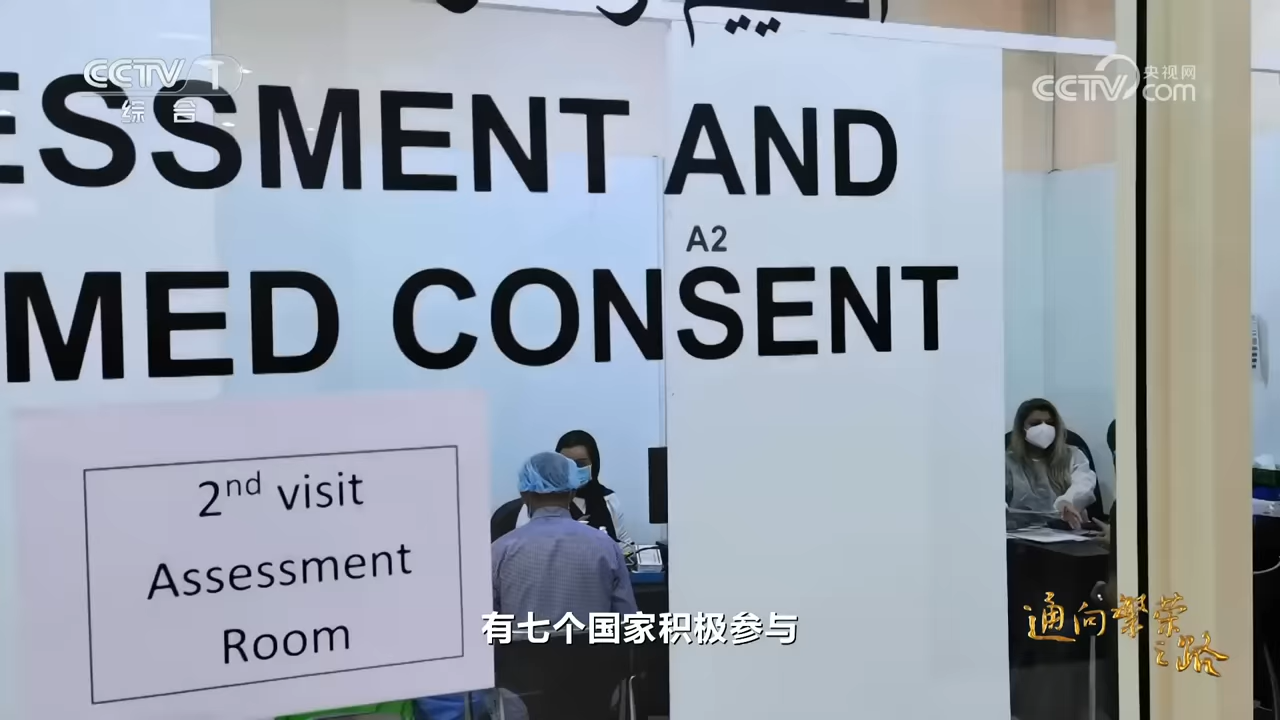 CCTV 1
综合
CCTV 央视网
com
ESSMENT AND
A2
MED CONSENT
2nd visit
Assessment
Room
有七个国家积极参与
通向繁荣
之路